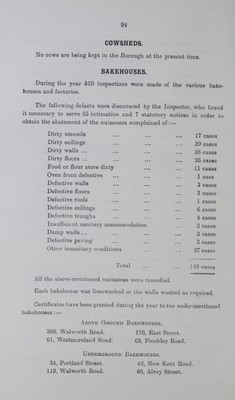 94
COWSHEDS.
No cows are being kept in the Borough at the present time.
BAKEHOUSES.
During the year 510 inspections were made of the various bake-
houses and factories.
The following defects were discovered by the Inspector, who found
it necessary to serve 55 intimation and 7 statutory notices in order to
obtain the abatement of the nuisances complained of :—
Dirty utensils ... ... ... 17 cases
Dirty ceilings ... ... ... 39 cases
Dirty walls ... ... ... ... 38 cases
Dirty floors ... ... ... ... 26 cases
Food or flour store dirty ... ... 11 cases
Oven front defective ... ... ... 1 case
Defective walls ... ... ... 3 cases
Defective floors ... ... ... 3 cases
Defective roofs ... ... ... 1 cases
Defective ceilings ... ... ... 6 cases
Defective troughs ... ... ... 4 cases
Insufficient sanitary accommodation ... 2 cases
Damp walls ... ... ... ... 2 cases
Defective paving ... ... ... 2 cases
Other insanitary conditions ... ... 27 cases
Total ... ... cases
All the above-mentioned nuisances were remedied.
Each bakehouse was limewashed or the walls washed as required.
Certificates have been granted during the year to the undermentioned
bakehouses :—
ABOVE GROUND BAKEHOUSES.
386, Walworth Road. 176, East Street.
61, Westmoreland Road. 63, Finchley Road.
UNDERGROUND BAKEHOUSES.
34, Portland Street. 42, New Kent Road.
119, Walworth Road. 68, Alvey Street.